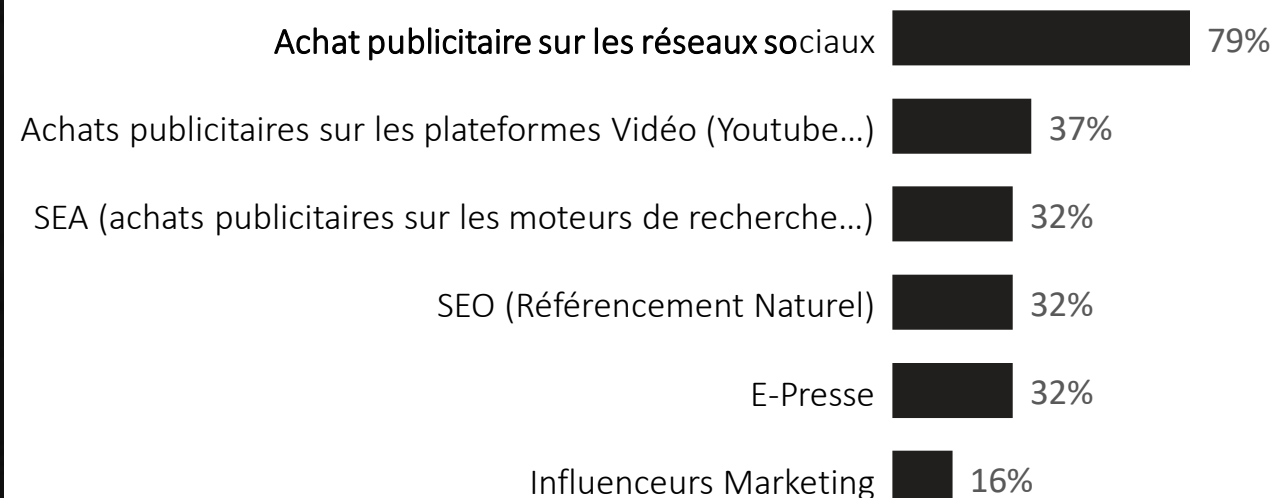 Achat publicitaire sur les réseaux sociaux 79%
Achats publicitaires sur les plateformes Vidéo (Youtube...) 37%
SEA (achats publicitaires sur les moteurs de recherche...) 32%
SEO (Référencement Naturel) 32%
E-Presse 32%
Influenceurs Marketing 16%